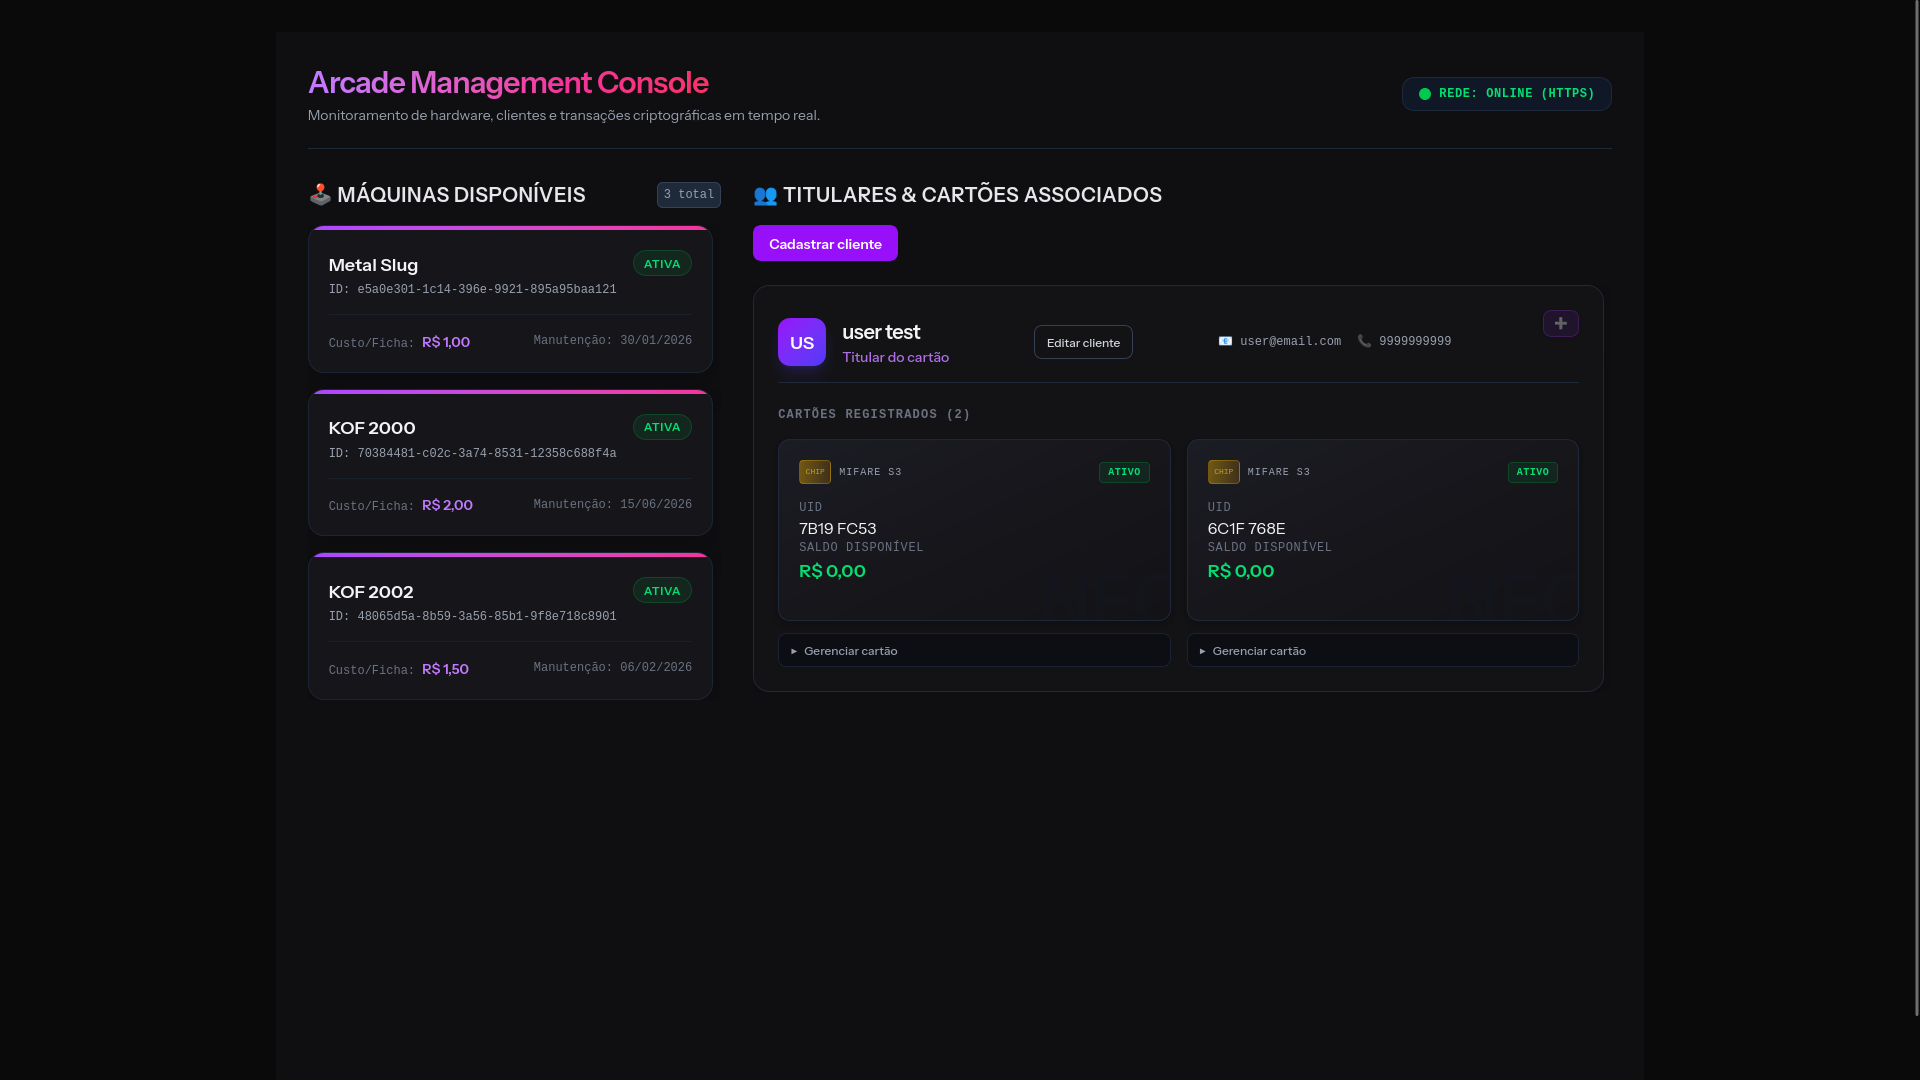 Arcade Management Console
Monitoramento de hardware, clientes e transações criptográficas em tempo real.
REDE: ONLINE (HTTPS)
MÁQUINAS DISPONÍVEIS
3 total
Metal Slug
ATIVA
ID: e5a0e301-1c14-396e-9921-895a95baa121
Custo/Ficha: R$ 1,00
Manutenção: 30/01/2026
KOF 2000
ATIVA
ID: 70384481-c02c-3a74-8531-12358c688f4a
Custo/Ficha: R$ 2,00
Manutenção: 15/06/2026
KOF 2002
ATIVA
ID: 48065d5a-8b59-3a56-85b1-9f8e718c8901
Custo/Ficha: R$ 1,50
Manutenção: 06/02/2026
TITULARES & CARTÕES ASSOCIADOS
Cadastrar cliente
US
user test
Titular do cartão
Editar cliente
user@email.com
9999999999
CARTÕES REGISTRADOS (2)
CHIP
MIFARE S3
ATIVO
UID
7B19 FC53
SALDO DISPONÍVEL
R$ 0,00
Gerenciar cartão
CHIP
MIFARE S3
ATIVO
UID
6C1F 768E
SALDO DISPONÍVEL
R$ 0,00
Gerenciar cartão